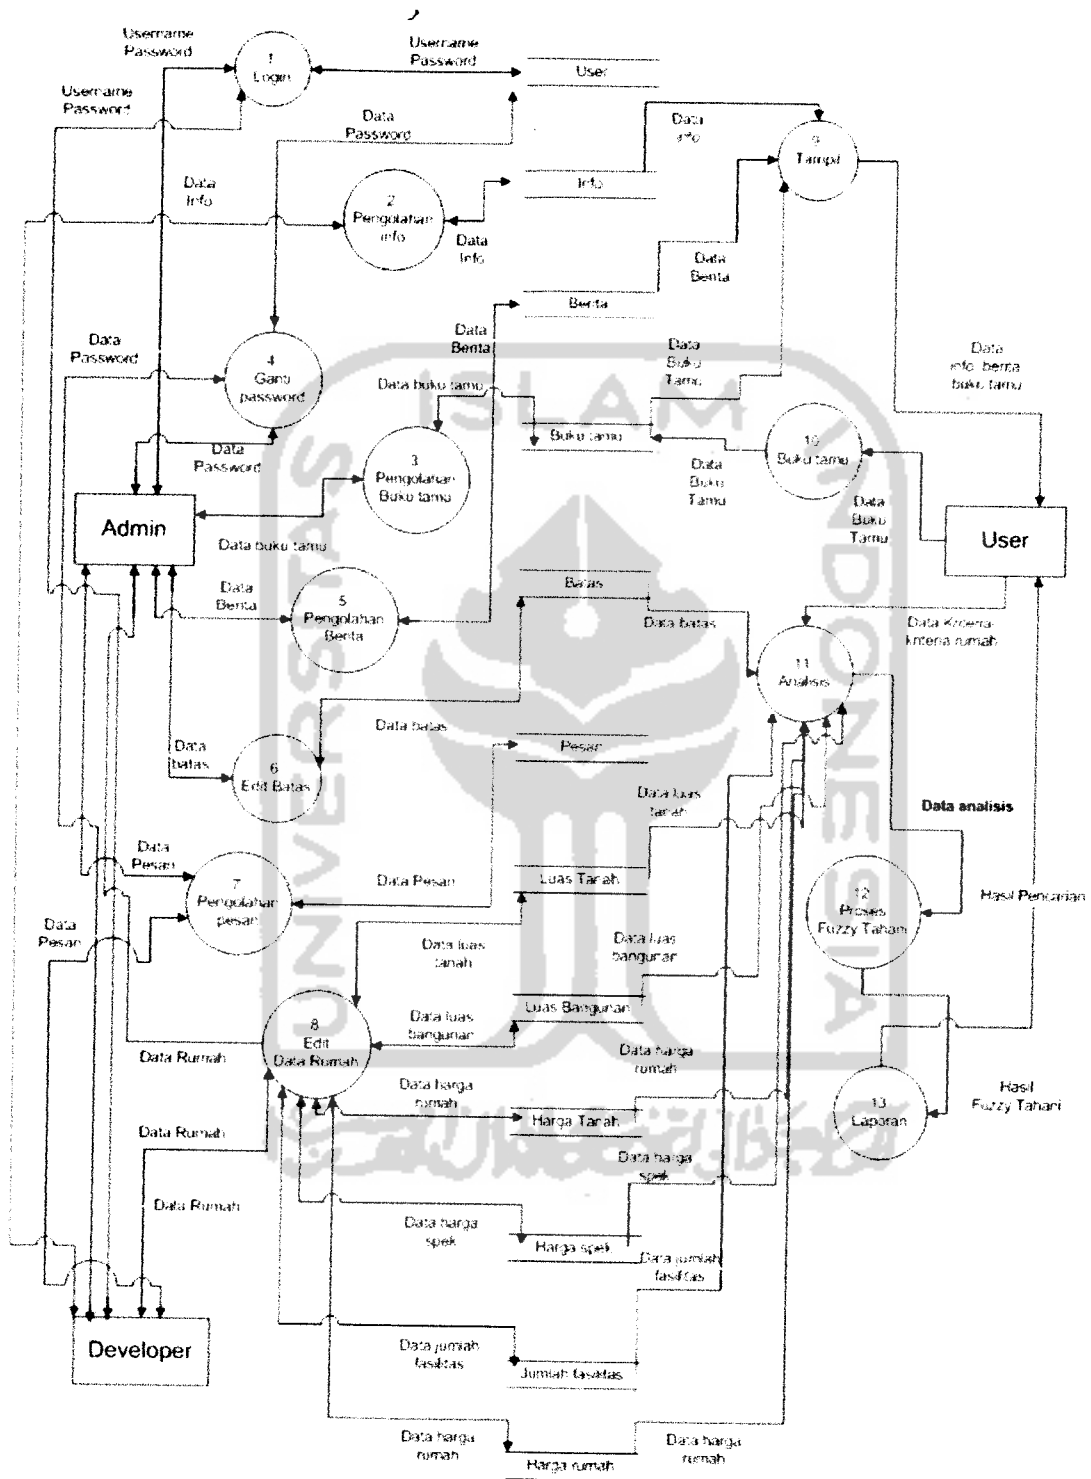 Username
Password
1
Login
Username
Password
User
Username
Password
Data
Password
Data
info
9
Tampil
Data
Info
2
Pengolahan
info
Info
Data
Info
Data
Berita
Berita
Data
Password
4
Ganti
password
Data
Berita
Data
Buku
Tamu
Data
info, berita
buku tamu
Data buku tamu
Buku tamu
10
Buku tamu
Data
Password
3
Pengolahan
Buku tamu
Data
Buku
Tamu
Data
Buku
Tamu
Admin
Data buku tamu
User
Data
Berita
5
Pengolahan
Berita
Batas
Data batas
Data Kriteria-
kriteria rumah
11
Analisis
Data batas
Data
batas
6
Edit Batas
Pesan
Data luas
tanah
Data analisis
Data
Pesan
7
Pengolahan
pesan
Data Pesan
Luas Tanah
12
Proses
Fuzzy Tahani
Hasil Pencarian
Data
Pesan
Data luas
tanah
Data luas
bangunan
8
Edit
Data Rumah
Data luas
bangunan
Luas Bangunan
Data Rumah
Data harga
rumah
Data harga
rumah
Hasil
Fuzzy Tahani
13
Laporan
Harga Tanah
Data Rumah
Data harga
spek
Data Rumah
Data harga
spek
Harga spek
Data jumlah
fasilitas
Developer
Data jumlah
fasilitas
Jumlah fasilitas
Data harga
rumah
Harga rumah
Data harga
rumah
UNIVERSITAS
ISLAM
INDONESIA